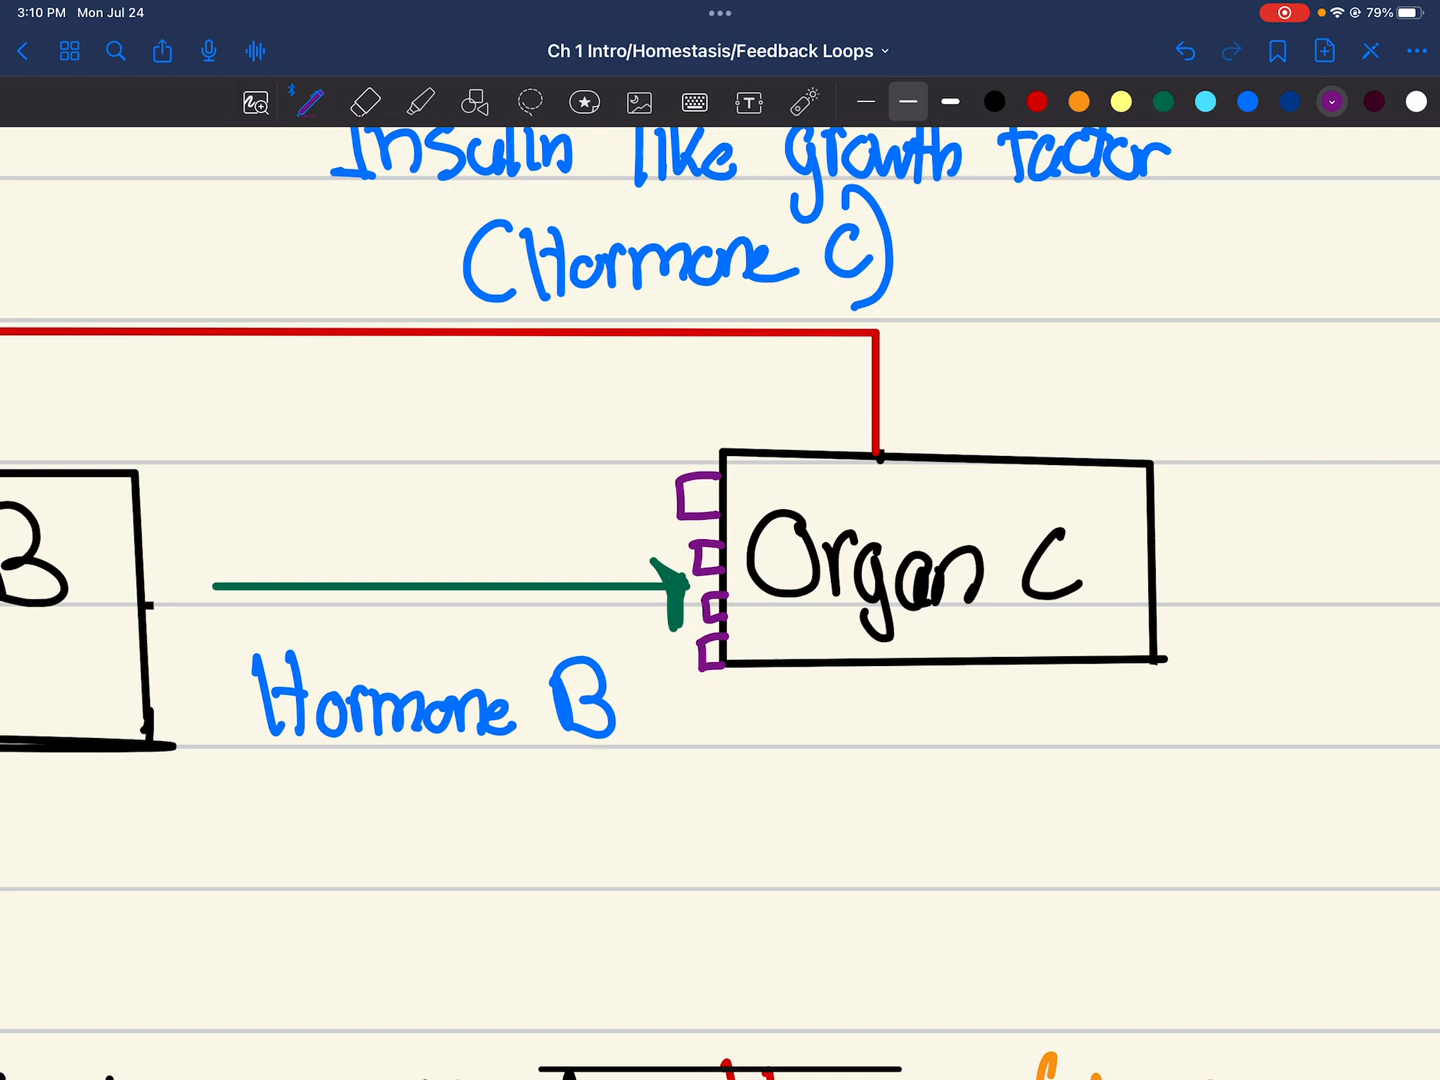 3:10 PM Mon Jul 24
79%
Ch 1 Intro/Homestasis/Feedback Loops
T
Insulin like growth factor
(Hormone C)
B
Organ C
Hormone B